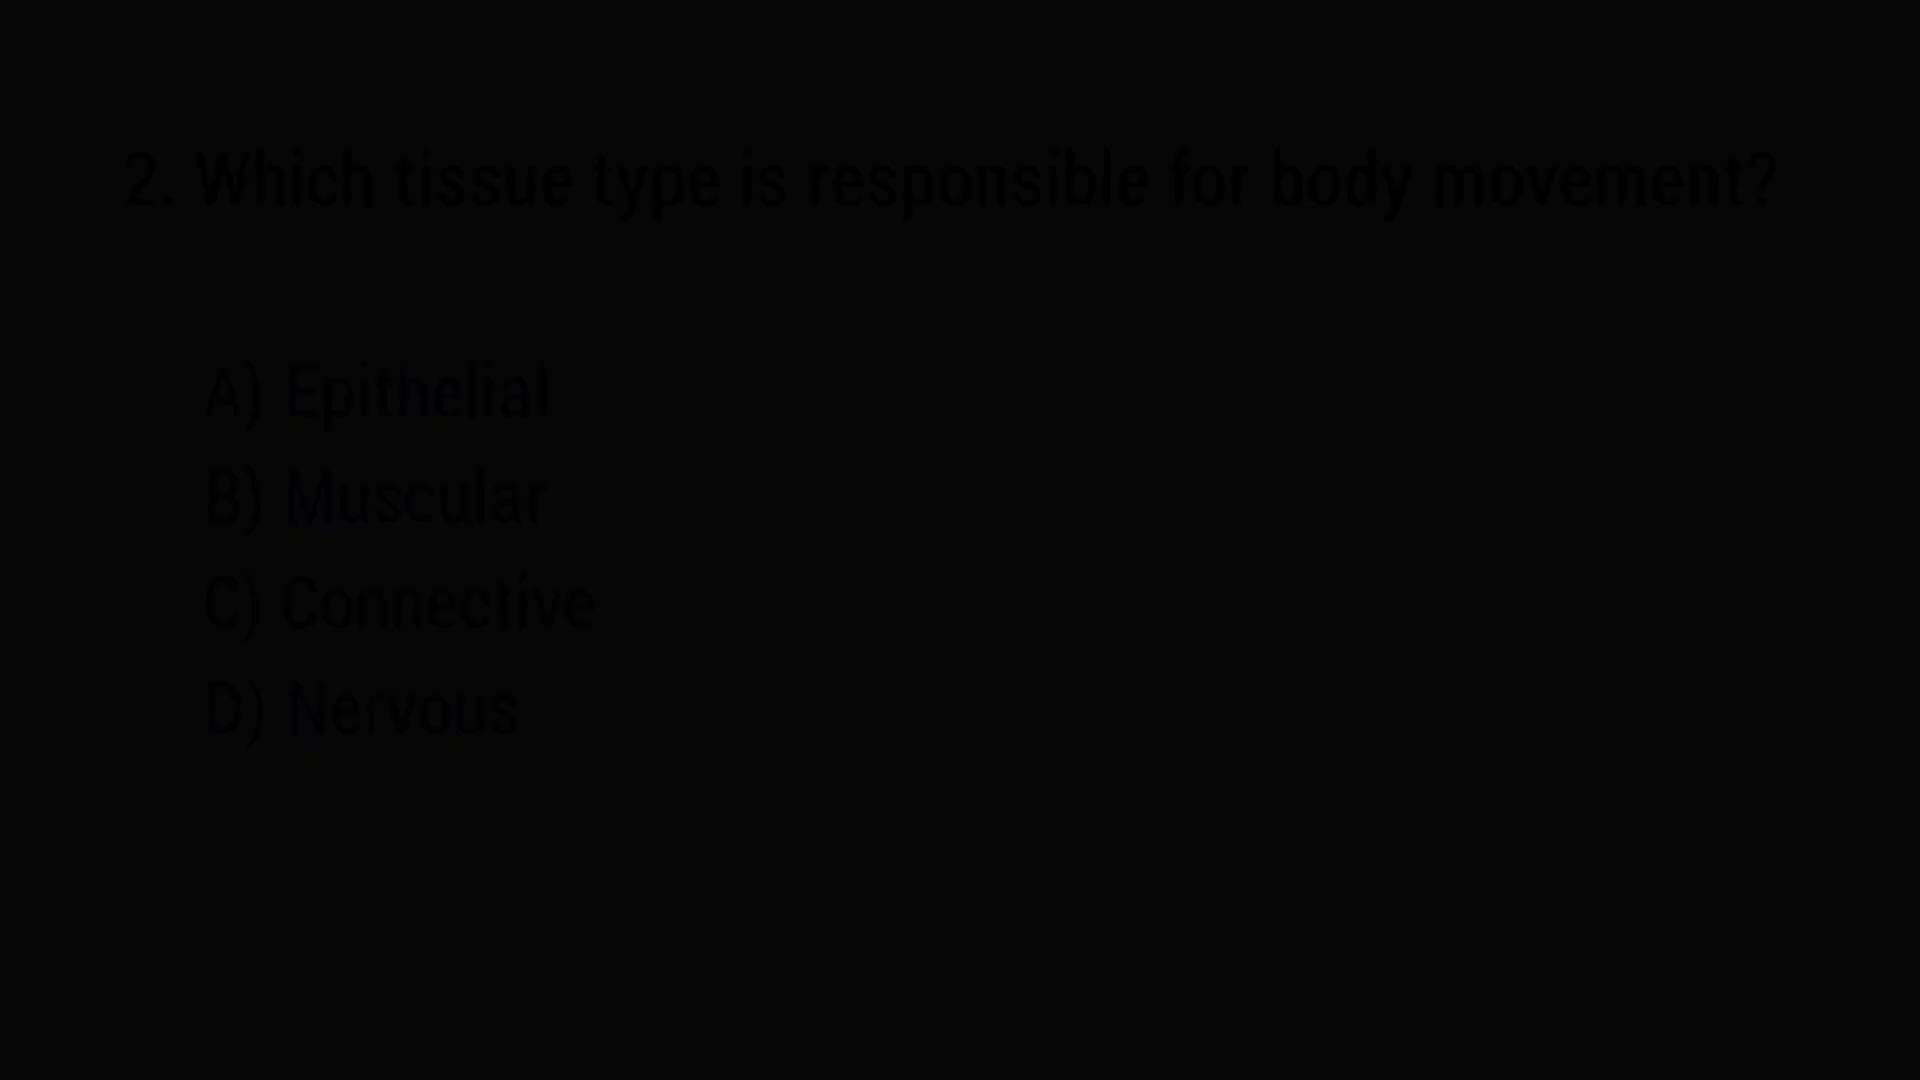 2. Which tissue type is responsible for body movement?
A) Epithelial
B) Muscular
C) Connective
D) Nervous